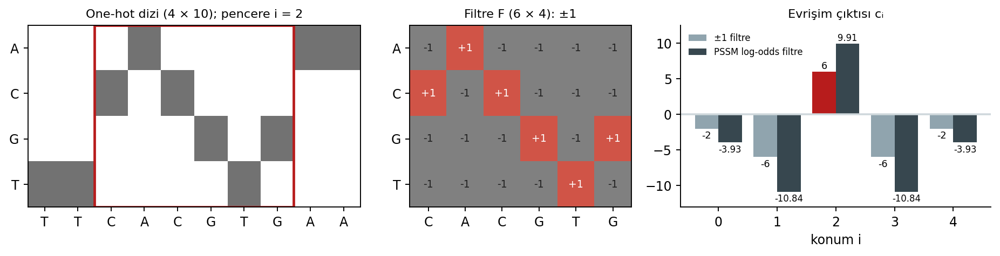 One-hot dizi (4 × 10); pencere i = 2
A
C
G
T
T T C A C G T G A A
Filtre F (6 × 4): ±1
A -1 +1 -1 -1 -1 -1
C +1 -1 +1 -1 -1 -1
G -1 -1 -1 +1 -1 +1
T -1 -1 -1 -1 +1 -1
C A C G T G
Evrişim çıktısı cᵢ
±1 filtre
PSSM log-odds filtre
10
5
0
−5
−10
-2
-3.93
-6
-10.84
6
9.91
-6
-10.84
-2
-3.93
0 1 2 3 4
konum i